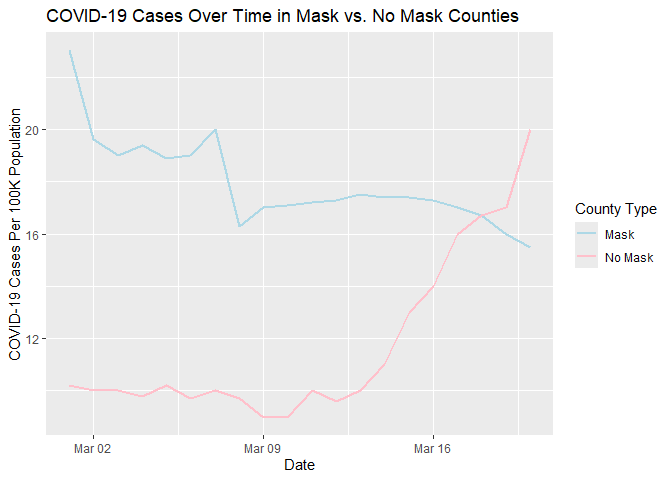 COVID-19 Cases Over Time in Mask vs. No Mask Counties
COVID-19 Cases Per 100K Population
20
16
12
Mar 02
Mar 09
Mar 16
Date
County Type
Mask
No Mask